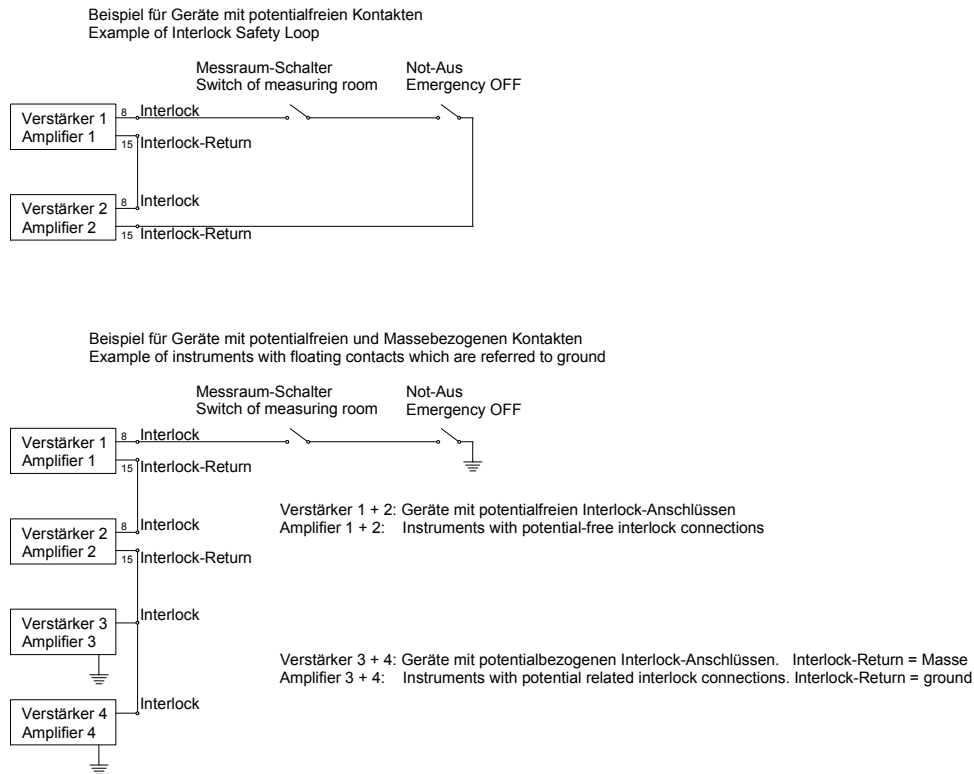 Beispiel für Geräte mit potentialfreien Kontakten
Example of Interlock Safety Loop
Messraum-Schalter
Switch of measuring room
Not-Aus
Emergency OFF
Verstärker 1
Amplifier 1
8 Interlock
15 Interlock-Return
Verstärker 2
Amplifier 2
8 Interlock
15 Interlock-Return
Beispiel für Geräte mit potentialfreien und Massebezogenen Kontakten
Example of instruments with floating contacts which are referred to ground
Messraum-Schalter
Switch of measuring room
Not-Aus
Emergency OFF
Verstärker 1
Amplifier 1
8 Interlock
15 Interlock-Return
Verstärker 1 + 2: Geräte mit potentialfreien Interlock-Anschlüssen
Amplifier 1 + 2: Instruments with potential-free interlock connections
Verstärker 2
Amplifier 2
8 Interlock
15 Interlock-Return
Verstärker 3
Amplifier 3
Interlock
Verstärker 3 + 4: Geräte mit potentialbezogenen Interlock-Anschlüssen. Interlock-Return = Masse
Amplifier 3 + 4: Instruments with potential related interlock connections. Interlock-Return = ground
Verstärker 4
Amplifier 4
Interlock